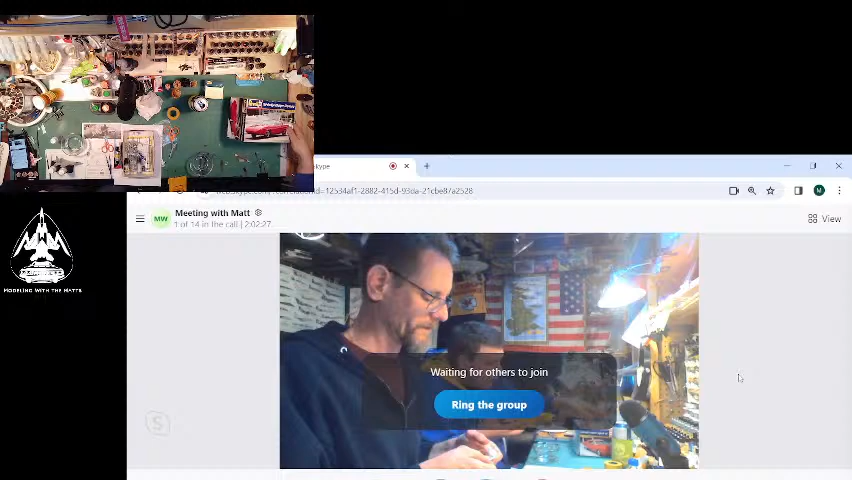 MODELING WITH THE MATTS
Meeting with Matt
1 of 14 in the call | 2:02:27
MW
View
Waiting for others to join
Ring the group